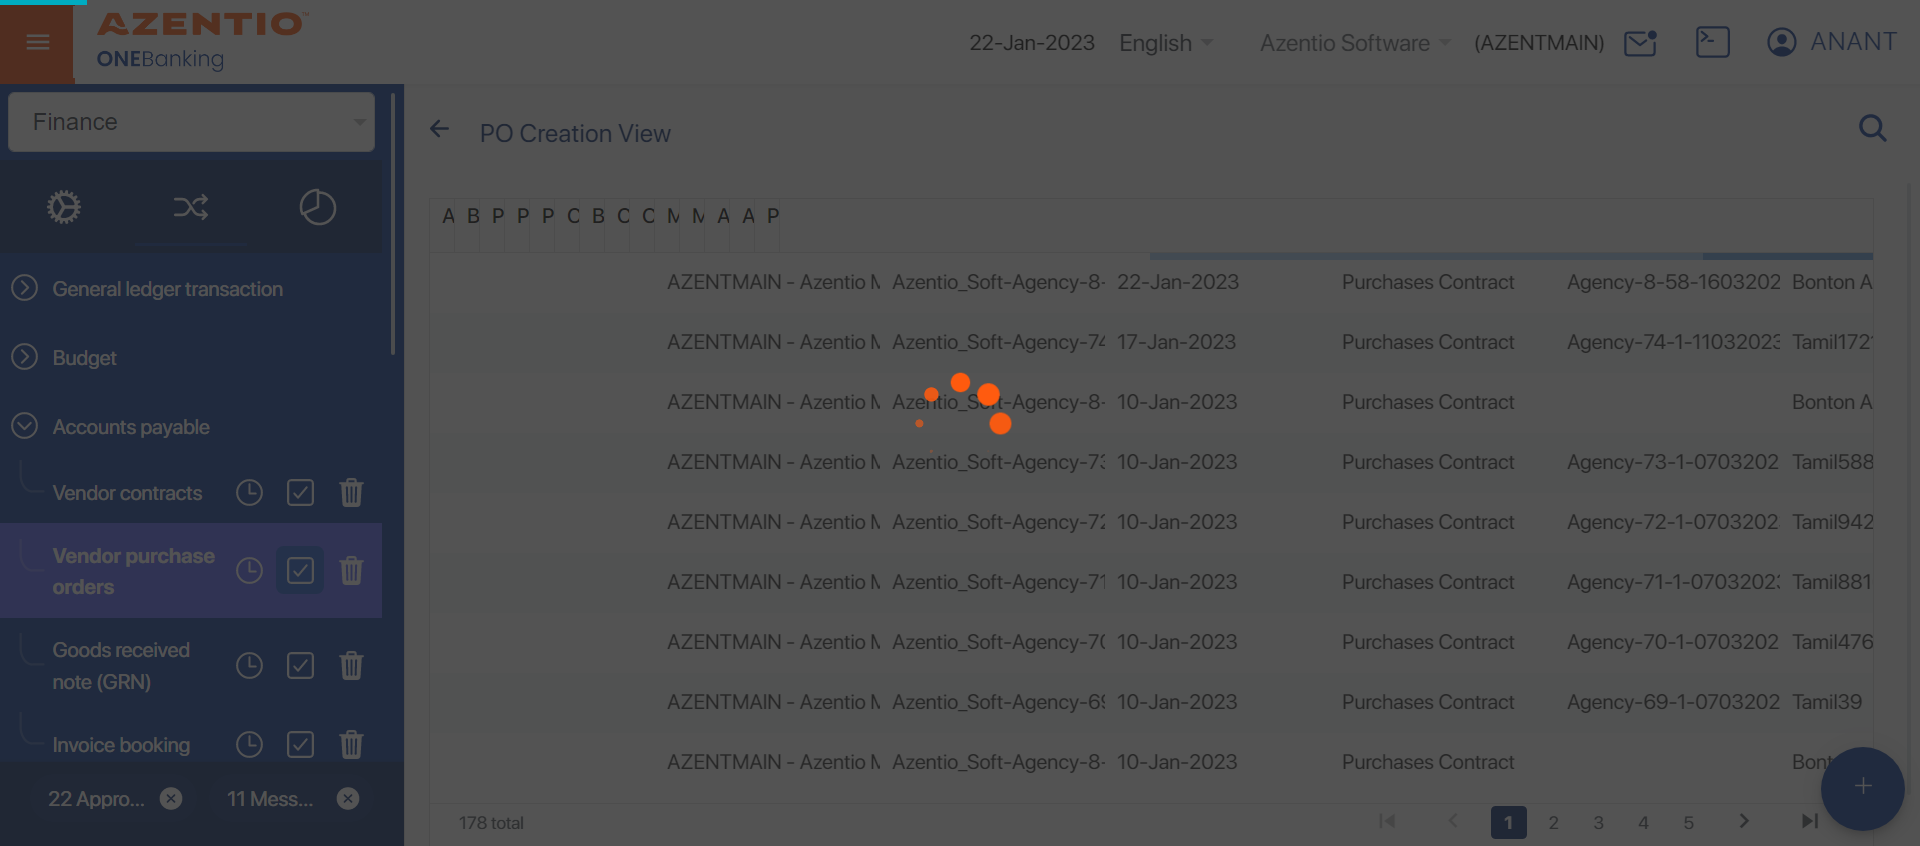 AZENTIO™
ONEBanking
22-Jan-2023 English Azentio Software (AZENTMAIN) ANANT
Finance
General ledger transaction
Budget
Accounts payable
Vendor contracts
Vendor purchase
orders
Goods received
note (GRN)
Invoice booking
22 Appro... 11 Mess...
PO Creation View
A B P P P C B C C M M A A P
AZENTMAIN - Azentio M Azentio_Soft-Agency-8- 22-Jan-2023 Purchases Contract Agency-8-58-1603202 Bonton A
AZENTMAIN - Azentio M Azentio_Soft-Agency-74 17-Jan-2023 Purchases Contract Agency-74-1-11032023 Tamil1721
AZENTMAIN - Azentio M Azentio_Soft-Agency-8- 10-Jan-2023 Purchases Contract Bonton A
AZENTMAIN - Azentio M Azentio_Soft-Agency-73 10-Jan-2023 Purchases Contract Agency-73-1-0703202 Tamil588
AZENTMAIN - Azentio M Azentio_Soft-Agency-72 10-Jan-2023 Purchases Contract Agency-72-1-0703202 Tamil942
AZENTMAIN - Azentio M Azentio_Soft-Agency-71 10-Jan-2023 Purchases Contract Agency-71-1-07032023 Tamil881
AZENTMAIN - Azentio M Azentio_Soft-Agency-70 10-Jan-2023 Purchases Contract Agency-70-1-0703202 Tamil476
AZENTMAIN - Azentio M Azentio_Soft-Agency-69 10-Jan-2023 Purchases Contract Agency-69-1-0703202 Tamil39
AZENTMAIN - Azentio M Azentio_Soft-Agency-8- 10-Jan-2023 Purchases Contract Bont
178 total 1 2 3 4 5